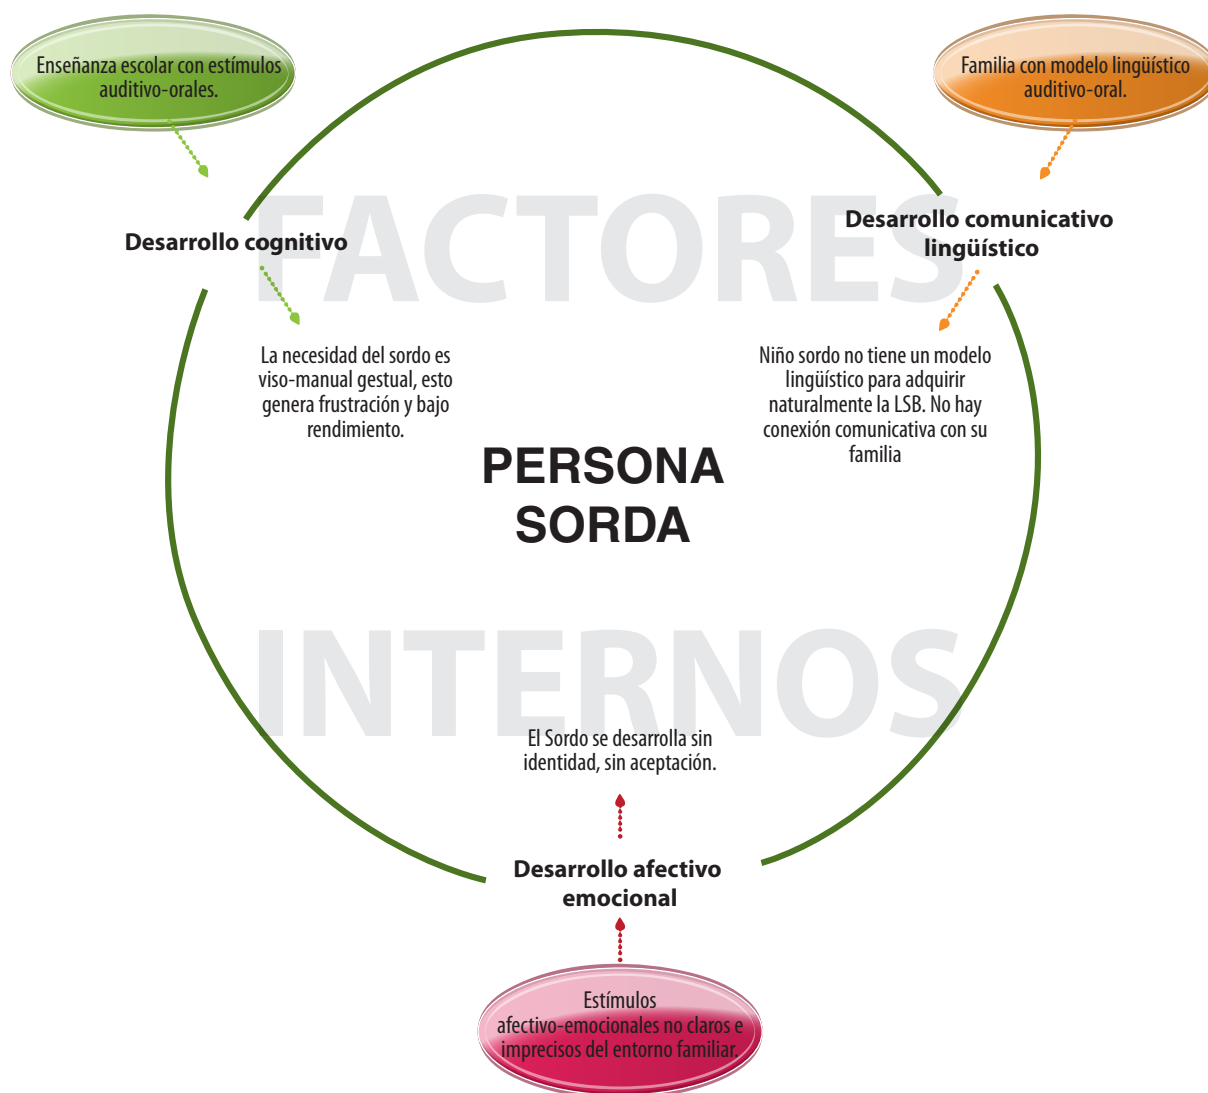 Enseñanza escolar con estímulos
auditivo-orales.
Familia con modelo lingüístico
auditivo-oral.
FACTORES
Desarrollo cognitivo
Desarrollo comunicativo
lingüístico
La necesidad del sordo es
viso-manual gestual, esto
genera frustración y bajo
rendimiento.
Niño sordo no tiene un modelo
lingüístico para adquirir
naturalmente la LSB. No hay
conexión comunicativa con su
familia
PERSONA
SORDA
INTERNOS
El Sordo se desarrolla sin
identidad, sin aceptación.
Desarrollo afectivo
emocional
Estímulos
afectivo-emocionales no claros e
imprecisos del entorno familiar.